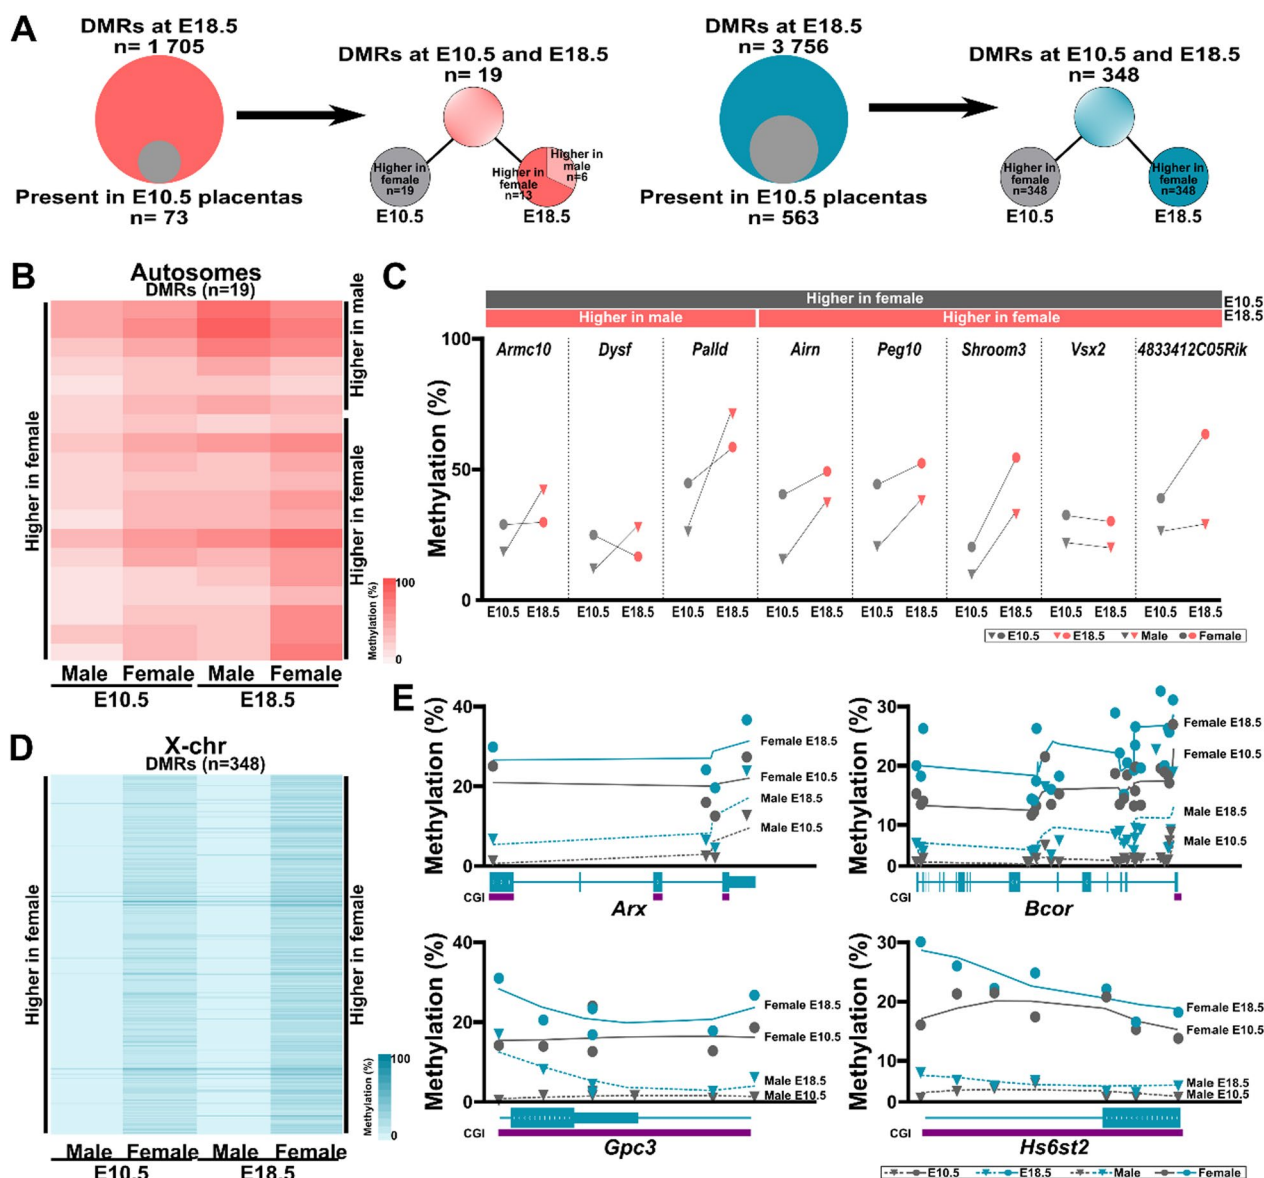 A
DMRs at E18.5
n= 1 705
Present in E10.5 placentas
n= 73
DMRs at E10.5 and E18.5
n= 19
Higher in
female
n=19
E10.5
Higher in
female
n=13
Higher in
male
n=6
E18.5
DMRs at E18.5
n= 3 756
Present in E10.5 placentas
n= 563
DMRs at E10.5 and E18.5
n= 348
Higher in
female
n=348
E10.5
Higher in
female
n=348
E18.5
B
Autosomes
DMRs (n=19)
Higher in female
Higher in male
Higher in female
Methylation (%)
100
0
Male Female Male Female
E10.5 E18.5
C
Higher in female E10.5
Higher in male Higher in female E18.5
Methylation (%)
100
50
0
Armc10 Dysf Palld Airn Peg10 Shroom3 Vsx2 4833412C05Rik
E10.5 E18.5 E10.5 E18.5 E10.5 E18.5 E10.5 E18.5 E10.5 E18.5 E10.5 E18.5 E10.5 E18.5 E10.5 E18.5
E10.5 E18.5 Male Female
D
X-chr
DMRs (n=348)
Higher in female
Higher in female
Methylation (%)
100
0
Male Female Male Female
E10.5 E18.5
E
Methylation (%)
40
20
0
Female E18.5
Female E10.5
Male E18.5
Male E10.5
CGI
Arx
Methylation (%)
30
20
10
0
Female E18.5
Female E10.5
Male E18.5
Male E10.5
CGI
Bcor
Methylation (%)
40
20
0
Female E18.5
Female E10.5
Male E18.5
Male E10.5
CGI
Gpc3
Methylation (%)
30
20
10
0
Female E18.5
Female E10.5
Male E18.5
Male E10.5
CGI
Hs6st2
E10.5 E18.5 Male Female